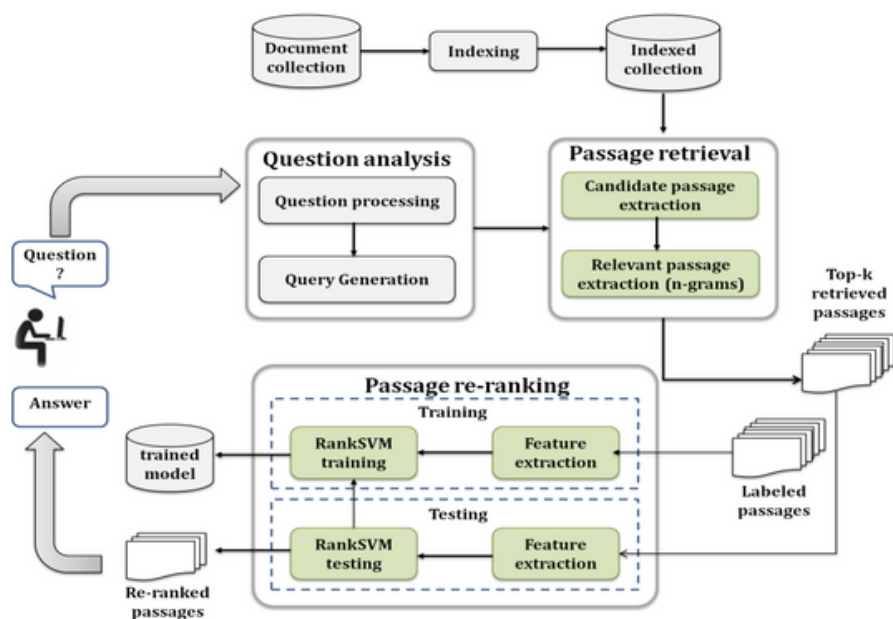 Document
collection
Indexing
Indexed
collection
Question analysis
Question processing
Query Generation
Passage retrieval
Candidate passage
extraction
Relevant passage
extraction (n-grams)
Question
?
Top-k
retrieved
passages
Answer
Passage re-ranking
Training
RankSVM
training
Feature
extraction
trained
model
Labeled
passages
Testing
RankSVM
testing
Feature
extraction
Re-ranked
passages